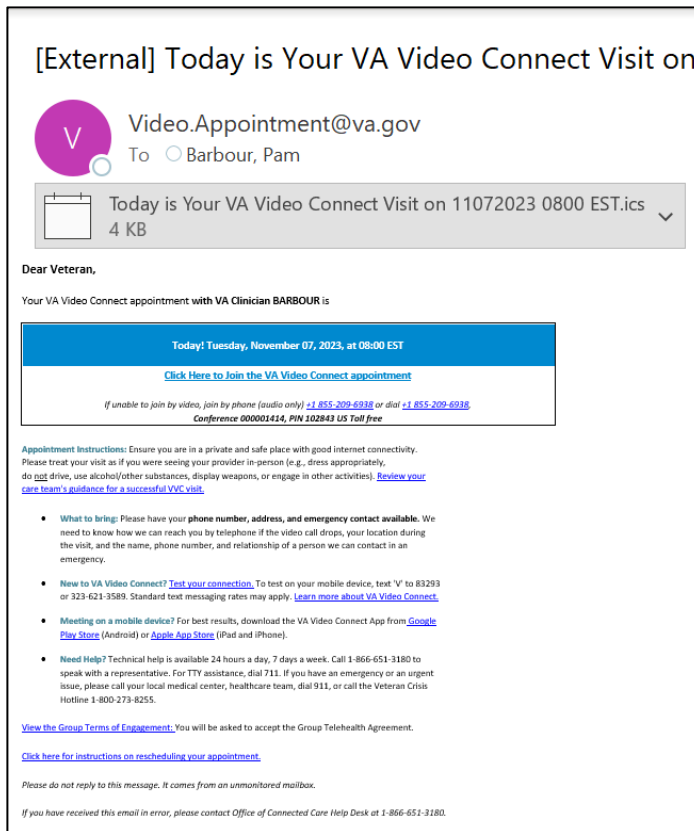 [External] Today is Your VA Video Connect Visit on
V
Video.Appointment@va.gov
To Barbour, Pam
Today is Your VA Video Connect Visit on 11072023 0800 EST.ics
4 KB
Dear Veteran,
Your VA Video Connect appointment with VA Clinician BARBOUR is
Today! Tuesday, November 07, 2023, at 08:00 EST
Click Here to Join the VA Video Connect appointment
If unable to join by video, join by phone (audio only) +1 855-209-6938 or dial +1 855-209-6938,
Conference 000001414, PIN 102843 US Toll free
Appointment Instructions: Ensure you are in a private and safe place with good internet connectivity.
Please treat your visit as if you were seeing your provider in-person (e.g., dress appropriately,
do not drive, use alcohol/other substances, display weapons, or engage in other activities). Review your
care team's guidance for a successful VVC visit.
• What to bring: Please have your phone number, address, and emergency contact available. We
need to know how we can reach you by telephone if the video call drops, your location during
the visit, and the name, phone number, and relationship of a person we can contact in an
emergency.
• New to VA Video Connect? Test your connection. To test on your mobile device, text 'V' to 83293
or 323-621-3589. Standard text messaging rates may apply. Learn more about VA Video Connect.
• Meeting on a mobile device? For best results, download the VA Video Connect App from Google
Play Store (Android) or Apple App Store (iPad and iPhone).
• Need Help? Technical help is available 24 hours a day, 7 days a week. Call 1-866-651-3180 to
speak with a representative. For TTY assistance, dial 711. If you have an emergency or an urgent
issue, please call your local medical center, healthcare team, dial 911, or call the Veteran Crisis
Hotline 1-800-273-8255.
View the Group Terms of Engagement: You will be asked to accept the Group Telehealth Agreement.
Click here for instructions on rescheduling your appointment.
Please do not reply to this message. It comes from an unmonitored mailbox.
If you have received this email in error, please contact Office of Connected Care Help Desk at 1-866-651-3180.